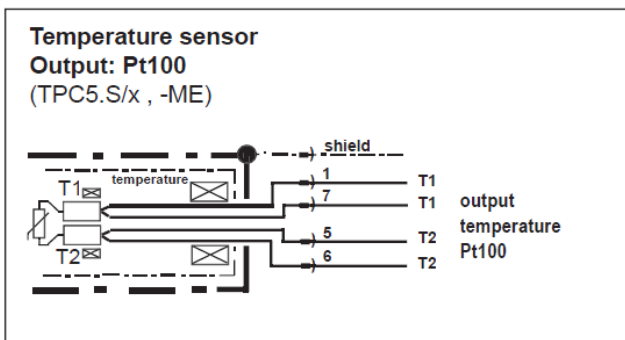 Temperature sensor
Output: Pt100
(TPC5.S/x , -ME)
shield
T1
temperature
1
T1
7
T1
output
temperature
Pt100
5
T2
T2
6
T2